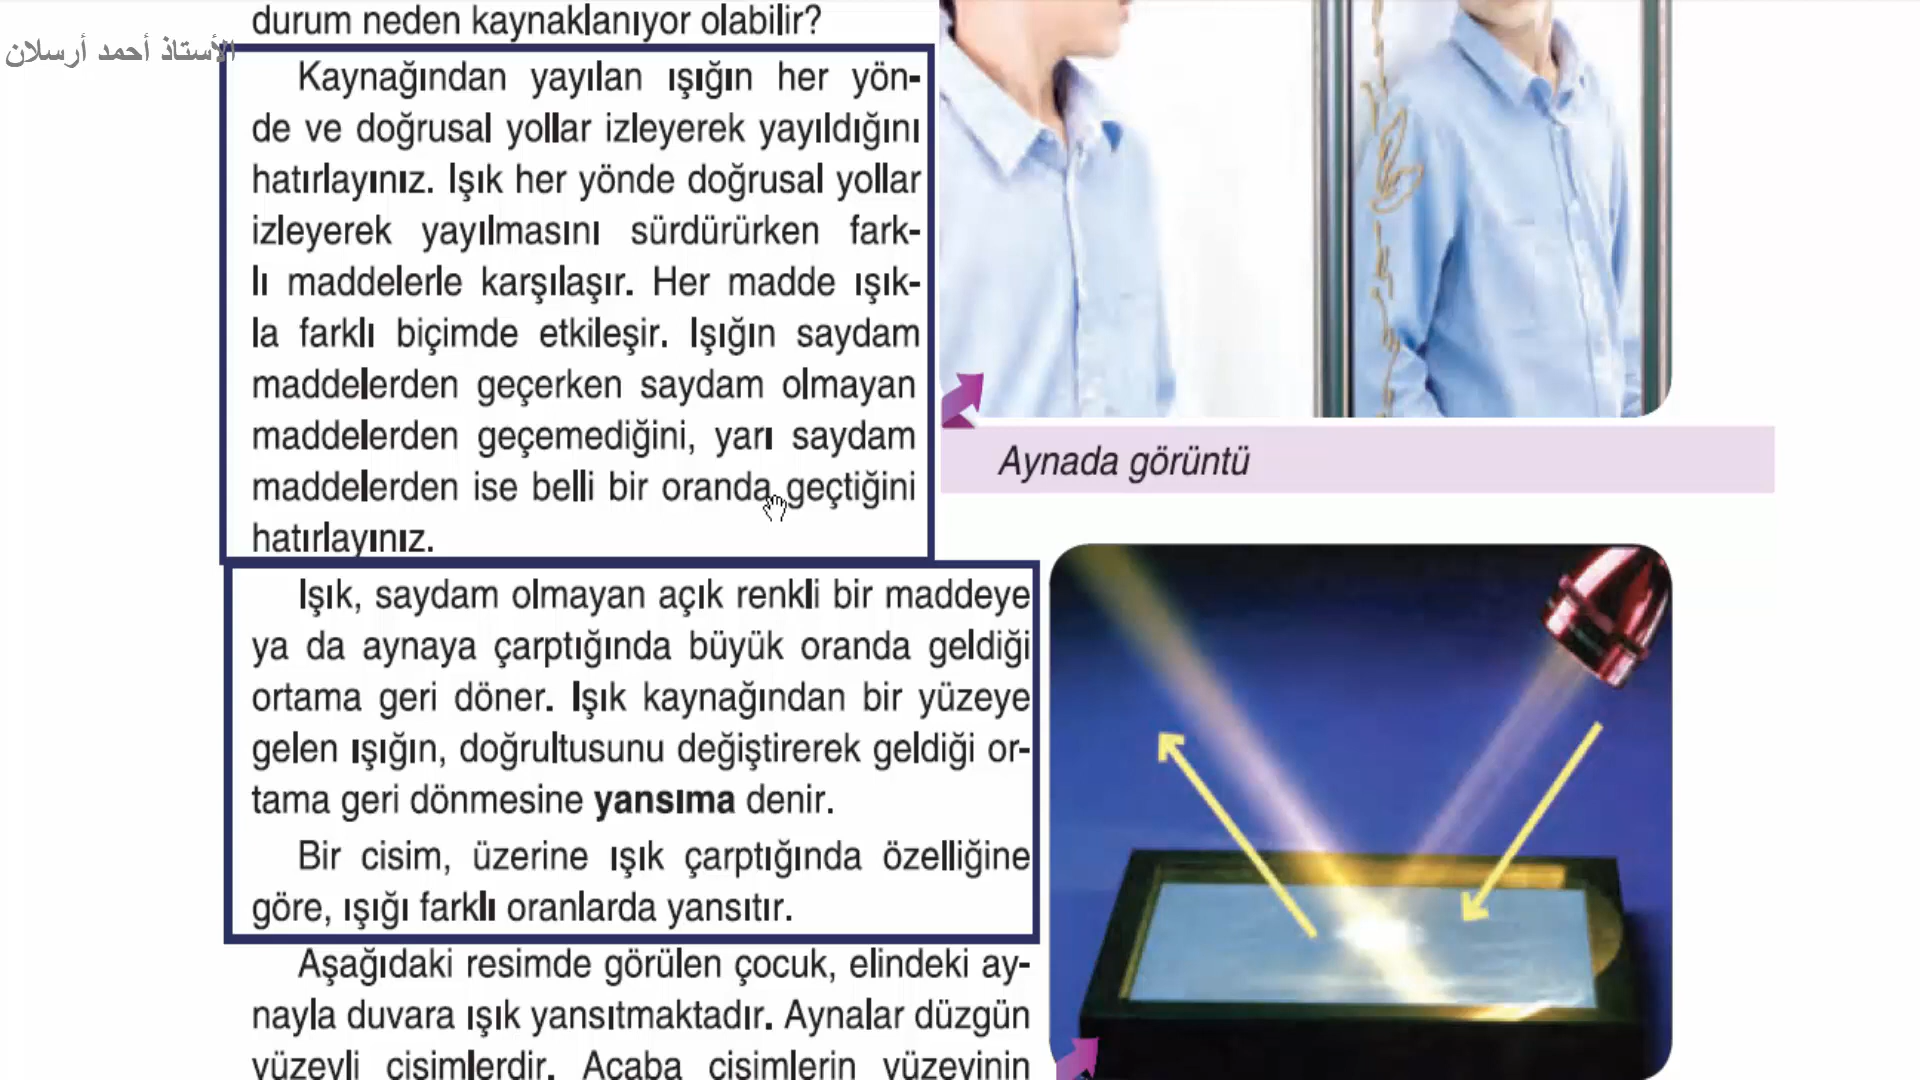 durum neden kaynaklanıyor olabilir?
الأستاذ أحمد أرسلان
Kaynağından yayılan ışığın her yön-
de ve doğrusal yollar izleyerek yayıldığını
hatırlayınız. Işık her yönde doğrusal yollar
izleyerek yayılmasını sürdürürken fark-
lı maddelerle karşılaşır. Her madde ışık-
la farklı biçimde etkileşir. Işığın saydam
maddelerden geçerken saydam olmayan
maddelerden geçemediğini, yarı saydam
maddelerden ise belli bir oranda geçtiğini
hatırlayınız.
Aynada görüntü
Işık, saydam olmayan açık renkli bir maddeye
ya da aynaya çarptığında büyük oranda geldiği
ortama geri döner. Işık kaynağından bir yüzeye
gelen ışığın, doğrultusunu değiştirerek geldiği or-
tama geri dönmesine yansıma denir.
Bir cisim, üzerine ışık çarptığında özelliğine
göre, ışığı farklı oranlarda yansıtır.
Aşağıdaki resimde görülen çocuk, elindeki ay-
nayla duvara ışık yansıtmaktadır. Aynalar düzgün
yüzeyli cisimlerdir. Acaba cisimlerin yüzeyinin